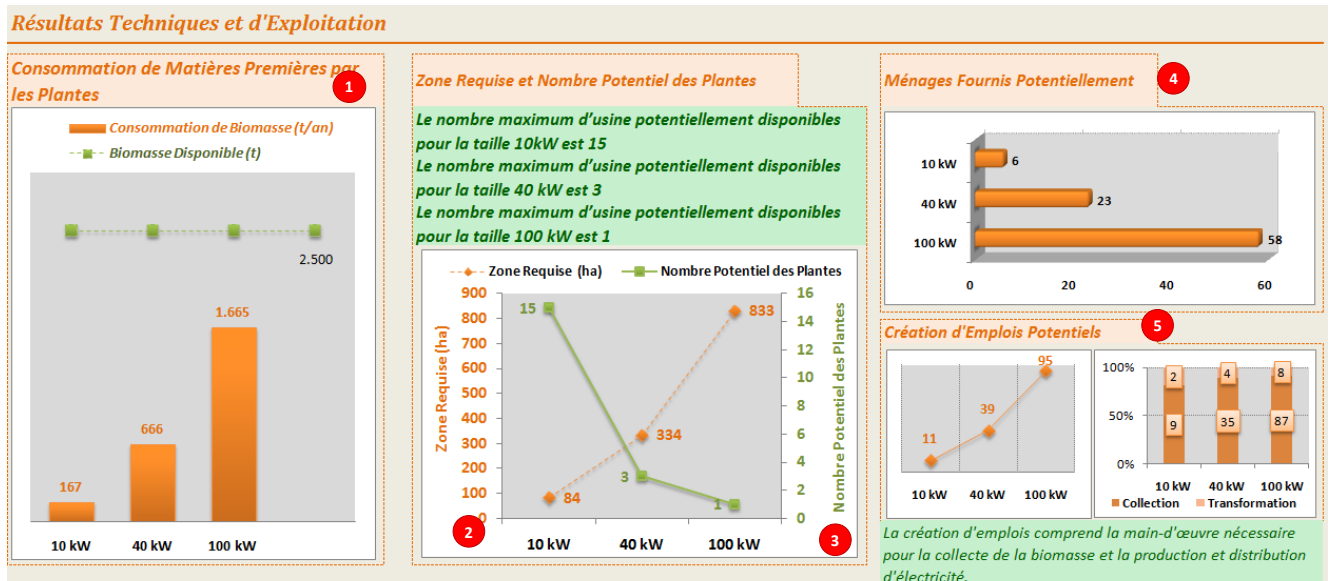 Résultats Techniques et d'Exploitation
Consommation de Matières Premières par
les Plantes
1
Consommation de Biomasse (t/an)
Biomasse Disponible (t)
2.500
1.665
666
167
10 kW 40 kW 100 kW
Zone Requise et Nombre Potentiel des Plantes
Le nombre maximum d'usine potentiellement disponibles
pour la taille 10kW est 15
Le nombre maximum d'usine potentiellement disponibles
pour la taille 40 kW est 3
Le nombre maximum d'usine potentiellement disponibles
pour la taille 100 kW est 1
Zone Requise (ha) Nombre Potentiel des Plantes
900 16
800 14
700 12
600 10
500 8
400 6
300 4
200 2
100 0
0
Zone Requise (ha)
Nombre Potentiel des Plantes
15 833
334
3
84 1
10 kW 40 kW 100 kW
2
3
Ménages Fournis Potentiellement
4
10 kW 6
40 kW 23
100 kW 58
0 20 40 60
Création d'Emplois Potentiels
5
95
39
11
10 kW 40 kW 100 kW
100%
50%
0%
2 4 8
9 35 87
10 kW 40 kW 100 kW
Collection Transformation
La création d'emplois comprend la main-d'œuvre nécessaire
pour la collecte de la biomasse et la production et distribution
d'électricité.